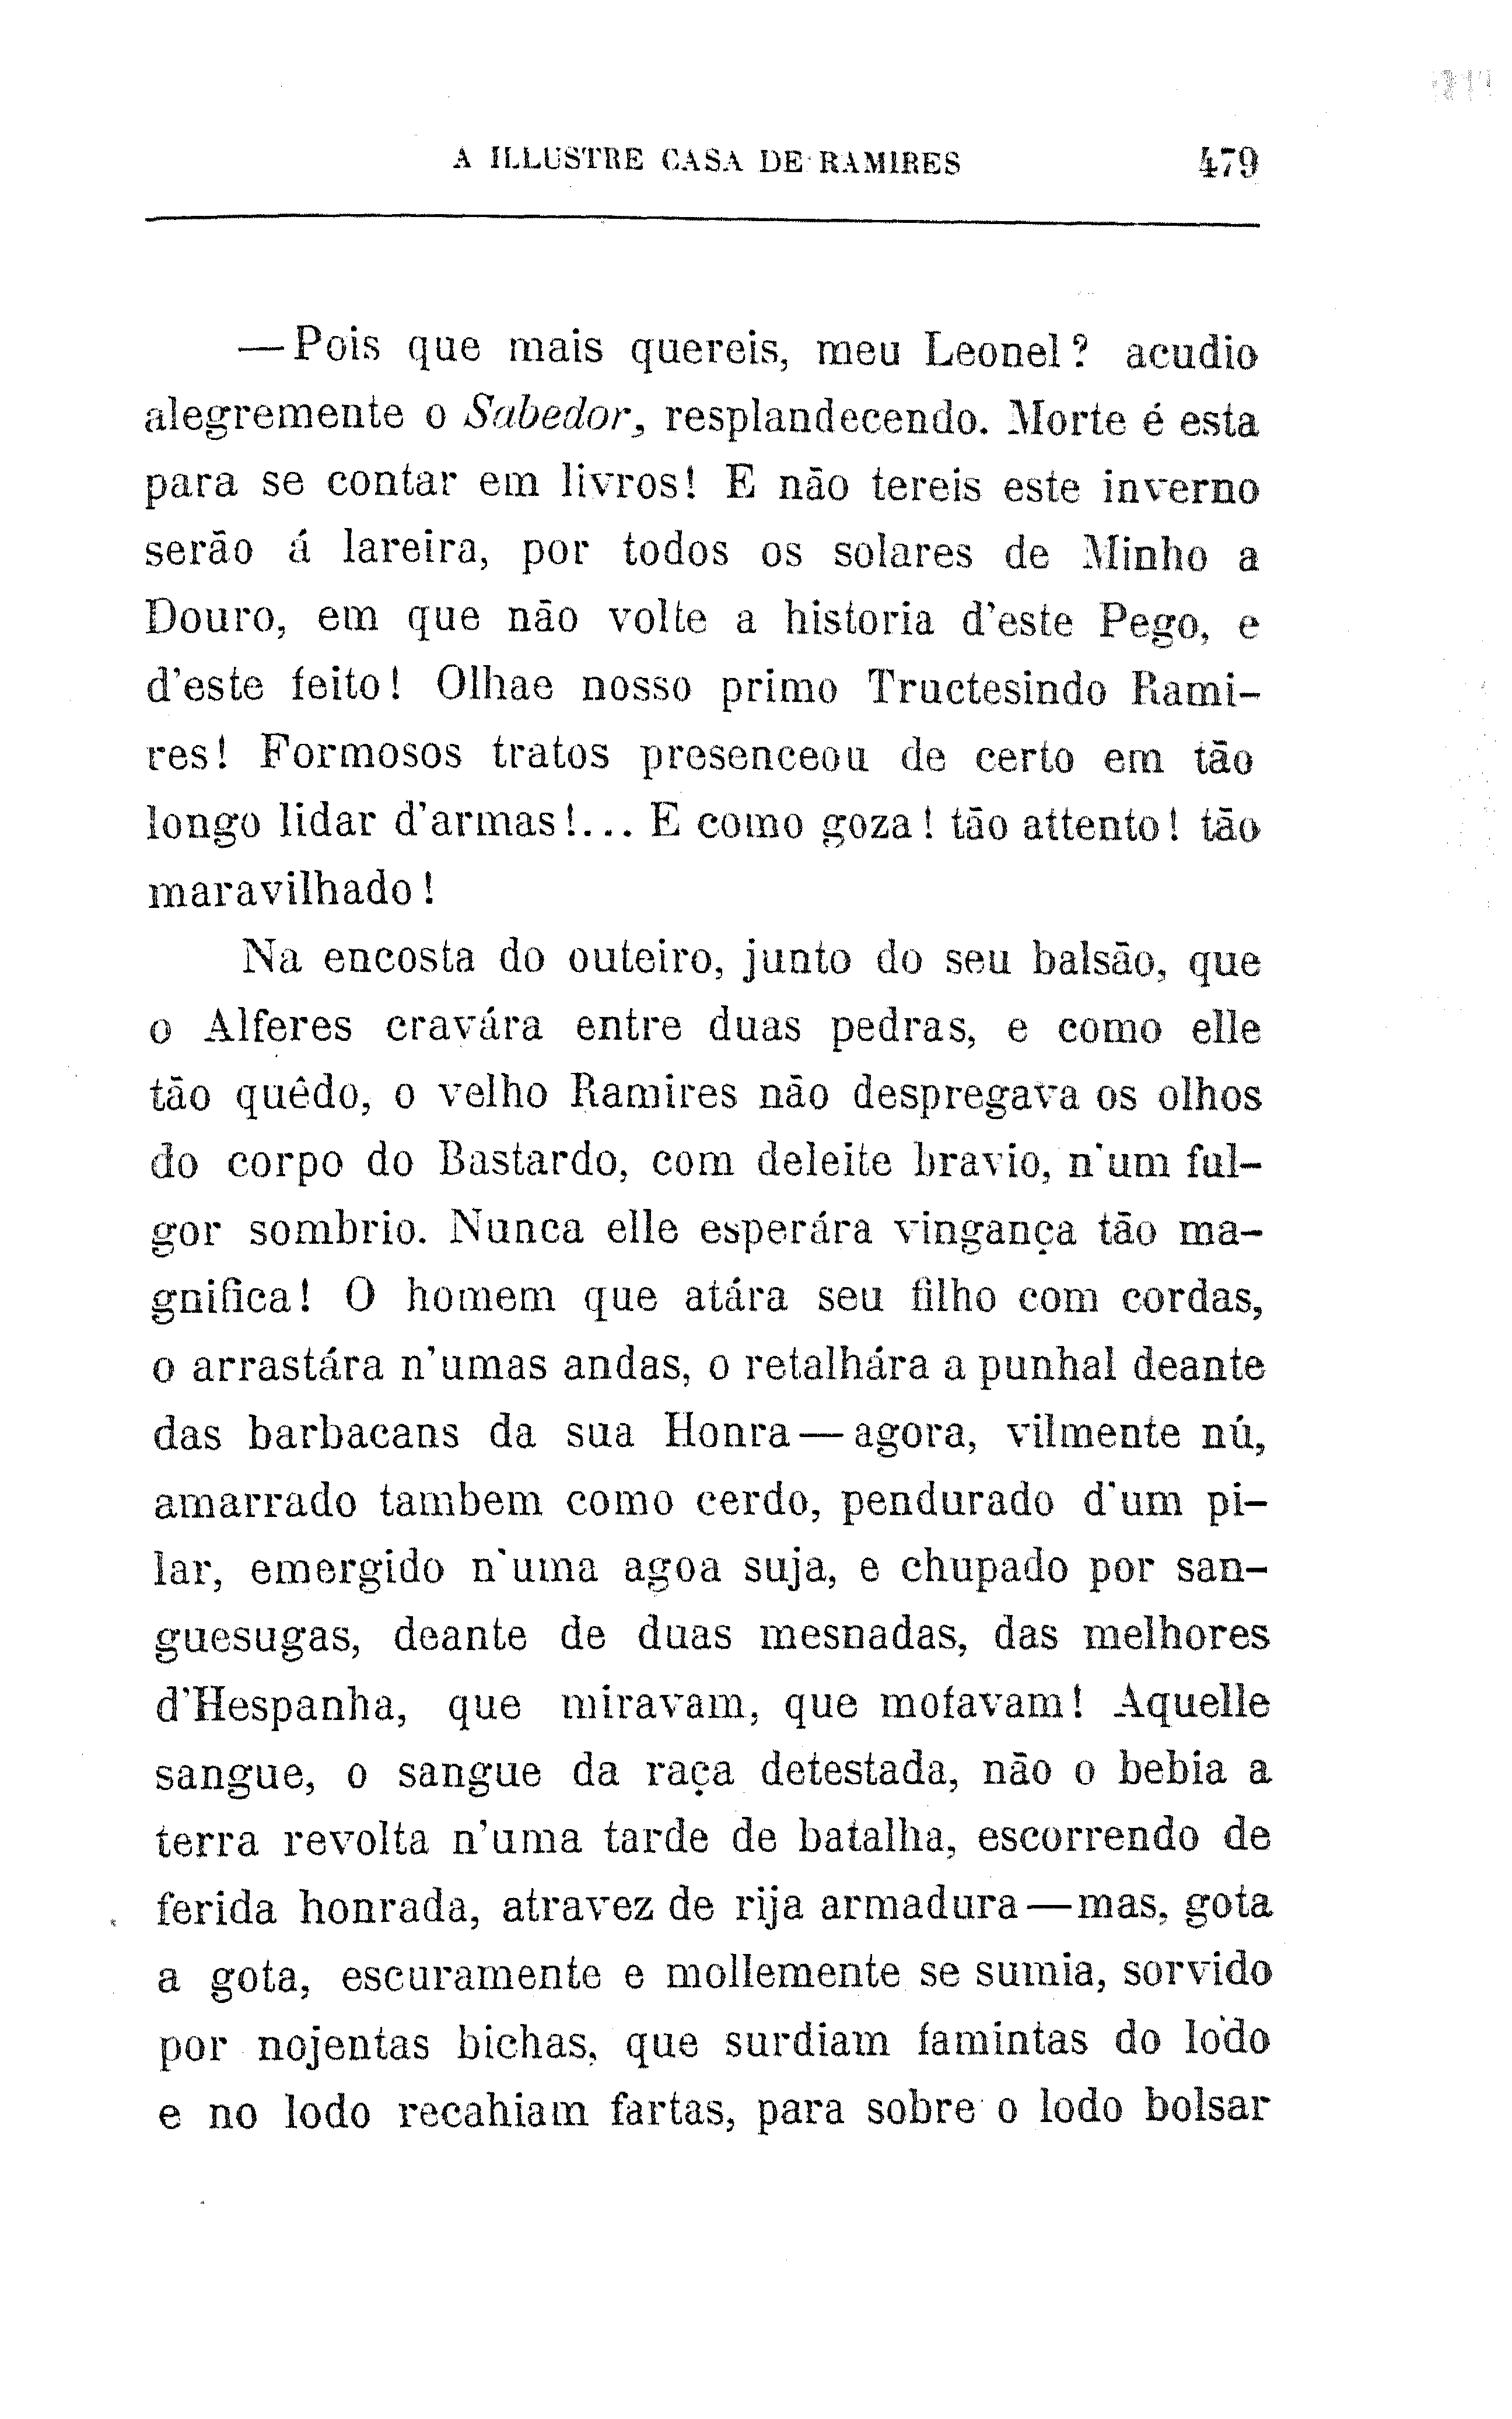 A ILLUSTRE CASA DE RAMIRES 479
—Pois que mais quereis, meu Leonel? acudio
alegremente o Sabedor, resplandecendo. Morte é esta
para se contar em livros! E não tereis este inverno
serão á lareira, por todos os solares de Minho a
Douro, em que não volte a historia d'este Pego, e
d'este feito! Olhae nosso primo Tructesindo Rami-
res! Formosos tratos presenceou de certo em tão
longo lidar d'armas!... E como goza! tão attento! tão
maravilhado!
Na encosta do outeiro, junto do seu balsão, que
o Alferes cravára entre duas pedras, e como elle
tão quêdo, o velho Ramires não despregava os olhos
do corpo do Bastardo, com deleite bravio, n'um ful-
gor sombrio. Nunca elle esperára vingança tão ma-
gnifica! O homem que atára seu filho com cordas,
o arrastára n'umas andas, o retalhára a punhal deante
das barbacans da sua Honra—agora, vilmente nú,
amarrado tambem como cerdo, pendurado d'um pi-
lar, emergido n'uma agoa suja, e chupado por san-
guesugas, deante de duas mesnadas, das melhores
d'Hespanha, que miravam, que mofavam! Aquelle
sangue, o sangue da raça detestada, não o bebia a
terra revolta n'uma tarde de batalha, escorrendo de
ferida honrada, atravez de rija armadura—mas, gota
a gota, escuramente e mollemente se sumia, sorvido
por nojentas bichas, que surdiam famintas do lodo
e no lodo recahiam fartas, para sobre o lodo bolsar